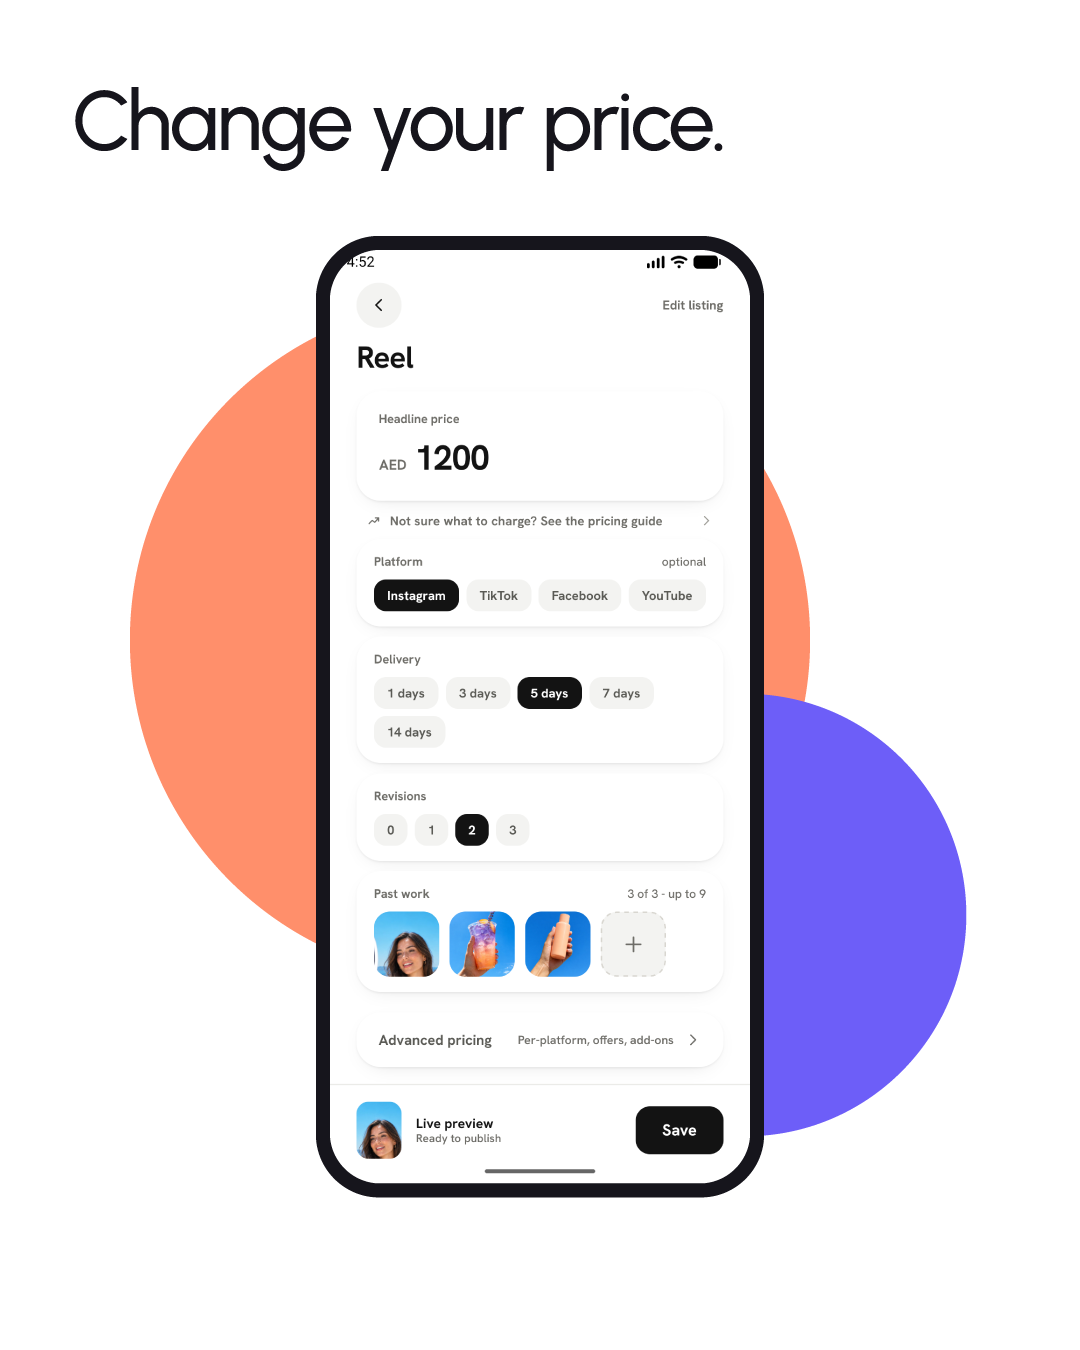 Change your price.
4:52
Edit listing
Reel
Headline price
AED 1200
Not sure what to charge? See the pricing guide
Platform optional
Instagram TikTok Facebook YouTube
Delivery
1 days 3 days 5 days 7 days
14 days
Revisions
0 1 2 3
Past work 3 of 3 - up to 9
Advanced pricing Per-platform, offers, add-ons
Live preview
Ready to publish
Save